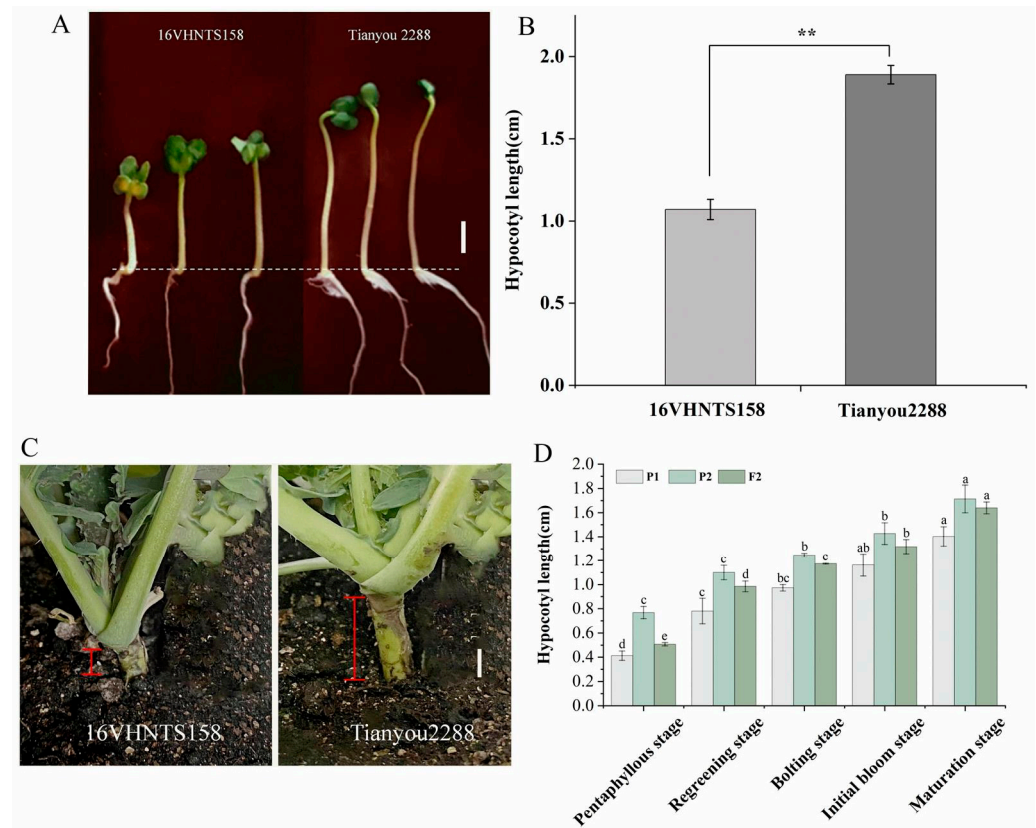 A
16VHNTS158
Tianyou 2288
B
Hypocotyl length(cm)
2.0
1.5
1.0
0.5
0.0
**
16VHNTS158
Tianyou2288
C
16VHNTS158
Tianyou2288
D
Hypocotyl length(cm)
1.8
1.6
1.4
1.2
1.0
0.8
0.6
0.4
0.2
0.0
P1
P2
F2
d
c
e
c
c
d
bc
b
c
ab
b
b
a
a
a
Pentaphyllous stage
Regreening stage
Bolting stage
Initial bloom stage
Maturation stage